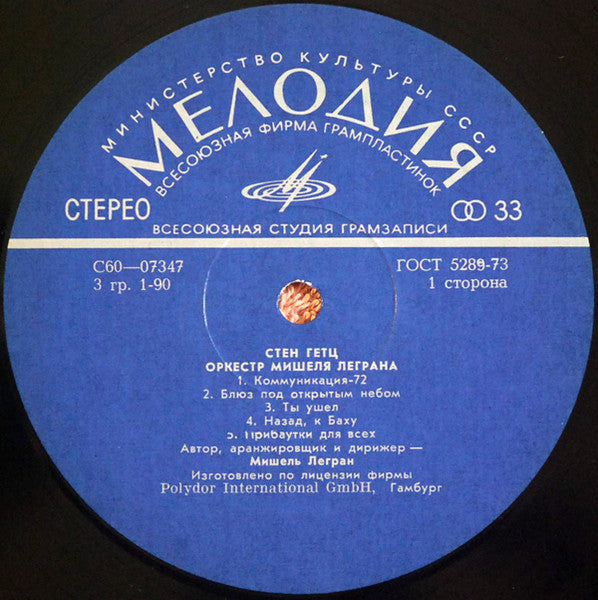 МИНИСТЕРСТВО КУЛЬТУРЫ СССР
МЕЛОДИЯ
ВСЕСОЮЗНАЯ ФИРМА ГРАМПЛАСТИНОК
СТЕРЕО
33
ВСЕСОЮЗНАЯ СТУДИЯ ГРАМЗАПИСИ
С60—07347
ГОСТ 5289-73
3 гр. 1-90
1 сторона
СТЕН ГЕТЦ
ОРКЕСТР МИШЕЛЯ ЛЕГРАНА
1. Коммуникация-72
2. Блюз под открытым небом
3. Ты ушел
4. Назад, к Баху
5. Прибаутки для всех
Автор, аранжировщик и дирижер —
Мишель Легран
Изготовлено по лицензии фирмы
Polydor International GmbH, Гамбург